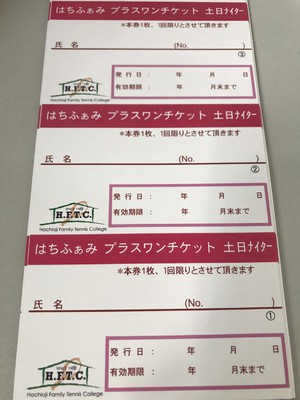 はちふぁみ プラスワンチケット 土日ナイター
*本券1枚、1回限りとさせて頂きます
氏 名 (No. )
③
H.F.T.C.
Hachioji Family Tennis College
発 行 日 : 年 月 日
有効期限 : 年 月末まで
はちふぁみ プラスワンチケット 土日ナイター
*本券1枚、1回限りとさせて頂きます
氏 名 (No. )
②
H.F.T.C.
Hachioji Family Tennis College
発 行 日 : 年 月 日
有効期限 : 年 月末まで
はちふぁみ プラスワンチケット 土日ナイター
*本券1枚、1回限りとさせて頂きます
氏 名 (No. )
①
H.F.T.C.
Hachioji Family Tennis College
発 行 日 : 年 月 日
有効期限 : 年 月末まで